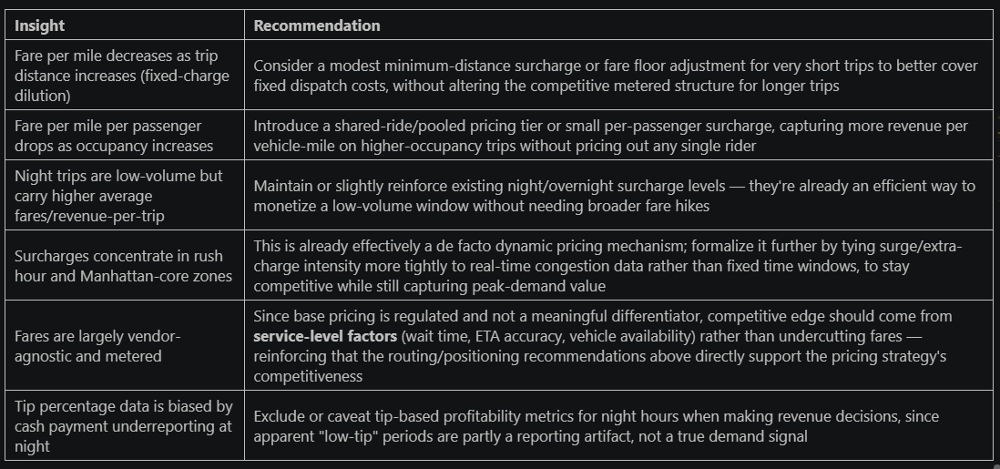 Insight
Recommendation
Fare per mile decreases as trip
distance increases (fixed-charge
dilution)
Consider a modest minimum-distance surcharge or fare floor adjustment for very short trips to better cover
fixed dispatch costs, without altering the competitive metered structure for longer trips
Fare per mile per passenger
drops as occupancy increases
Introduce a shared-ride/pooled pricing tier or small per-passenger surcharge, capturing more revenue per
vehicle-mile on higher-occupancy trips without pricing out any single rider
Night trips are low-volume but
carry higher average
fares/revenue-per-trip
Maintain or slightly reinforce existing night/overnight surcharge levels — they're already an efficient way to
monetize a low-volume window without needing broader fare hikes
Surcharges concentrate in rush
hour and Manhattan-core zones
This is already effectively a de facto dynamic pricing mechanism; formalize it further by tying surge/extra-
charge intensity more tightly to real-time congestion data rather than fixed time windows, to stay
competitive while still capturing peak-demand value
Fares are largely vendor-
agnostic and metered
Since base pricing is regulated and not a meaningful differentiator, competitive edge should come from
service-level factors (wait time, ETA accuracy, vehicle availability) rather than undercutting fares —
reinforcing that the routing/positioning recommendations above directly support the pricing strategy's
competitiveness
Tip percentage data is biased by
cash payment underreporting at
night
Exclude or caveat tip-based profitability metrics for night hours when making revenue decisions, since
apparent "low-tip" periods are partly a reporting artifact, not a true demand signal